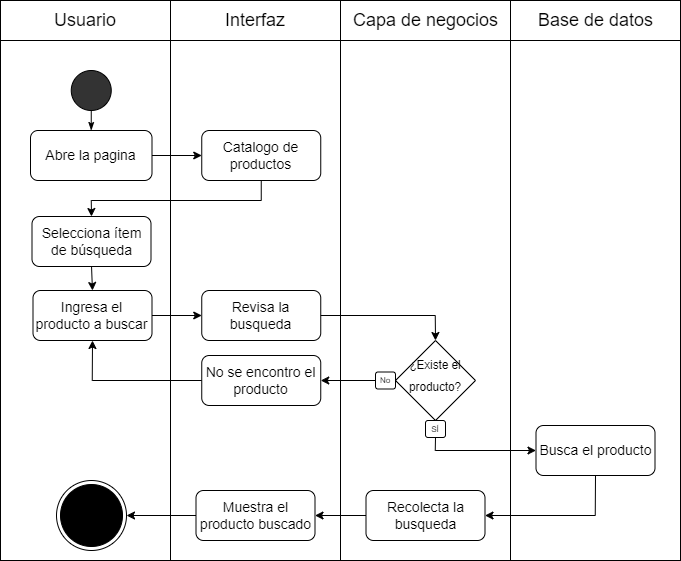 Usuario
Interfaz
Capa de negocios
Base de datos
Abre la pagina
Catalogo de
productos
Selecciona ítem
de búsqueda
Ingresa el
producto a buscar
Revisa la
busqueda
¿Existe el
producto?
No
No se encontro el
producto
SÍ
Busca el producto
Recolecta la
busqueda
Muestra el
producto buscado